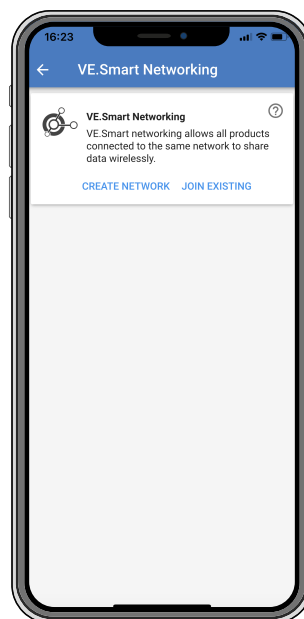 16:23
VE.Smart Networking
VE.Smart Networking
VE.Smart networking allows all products
connected to the same network to share
data wirelessly.
CREATE NETWORK JOIN EXISTING